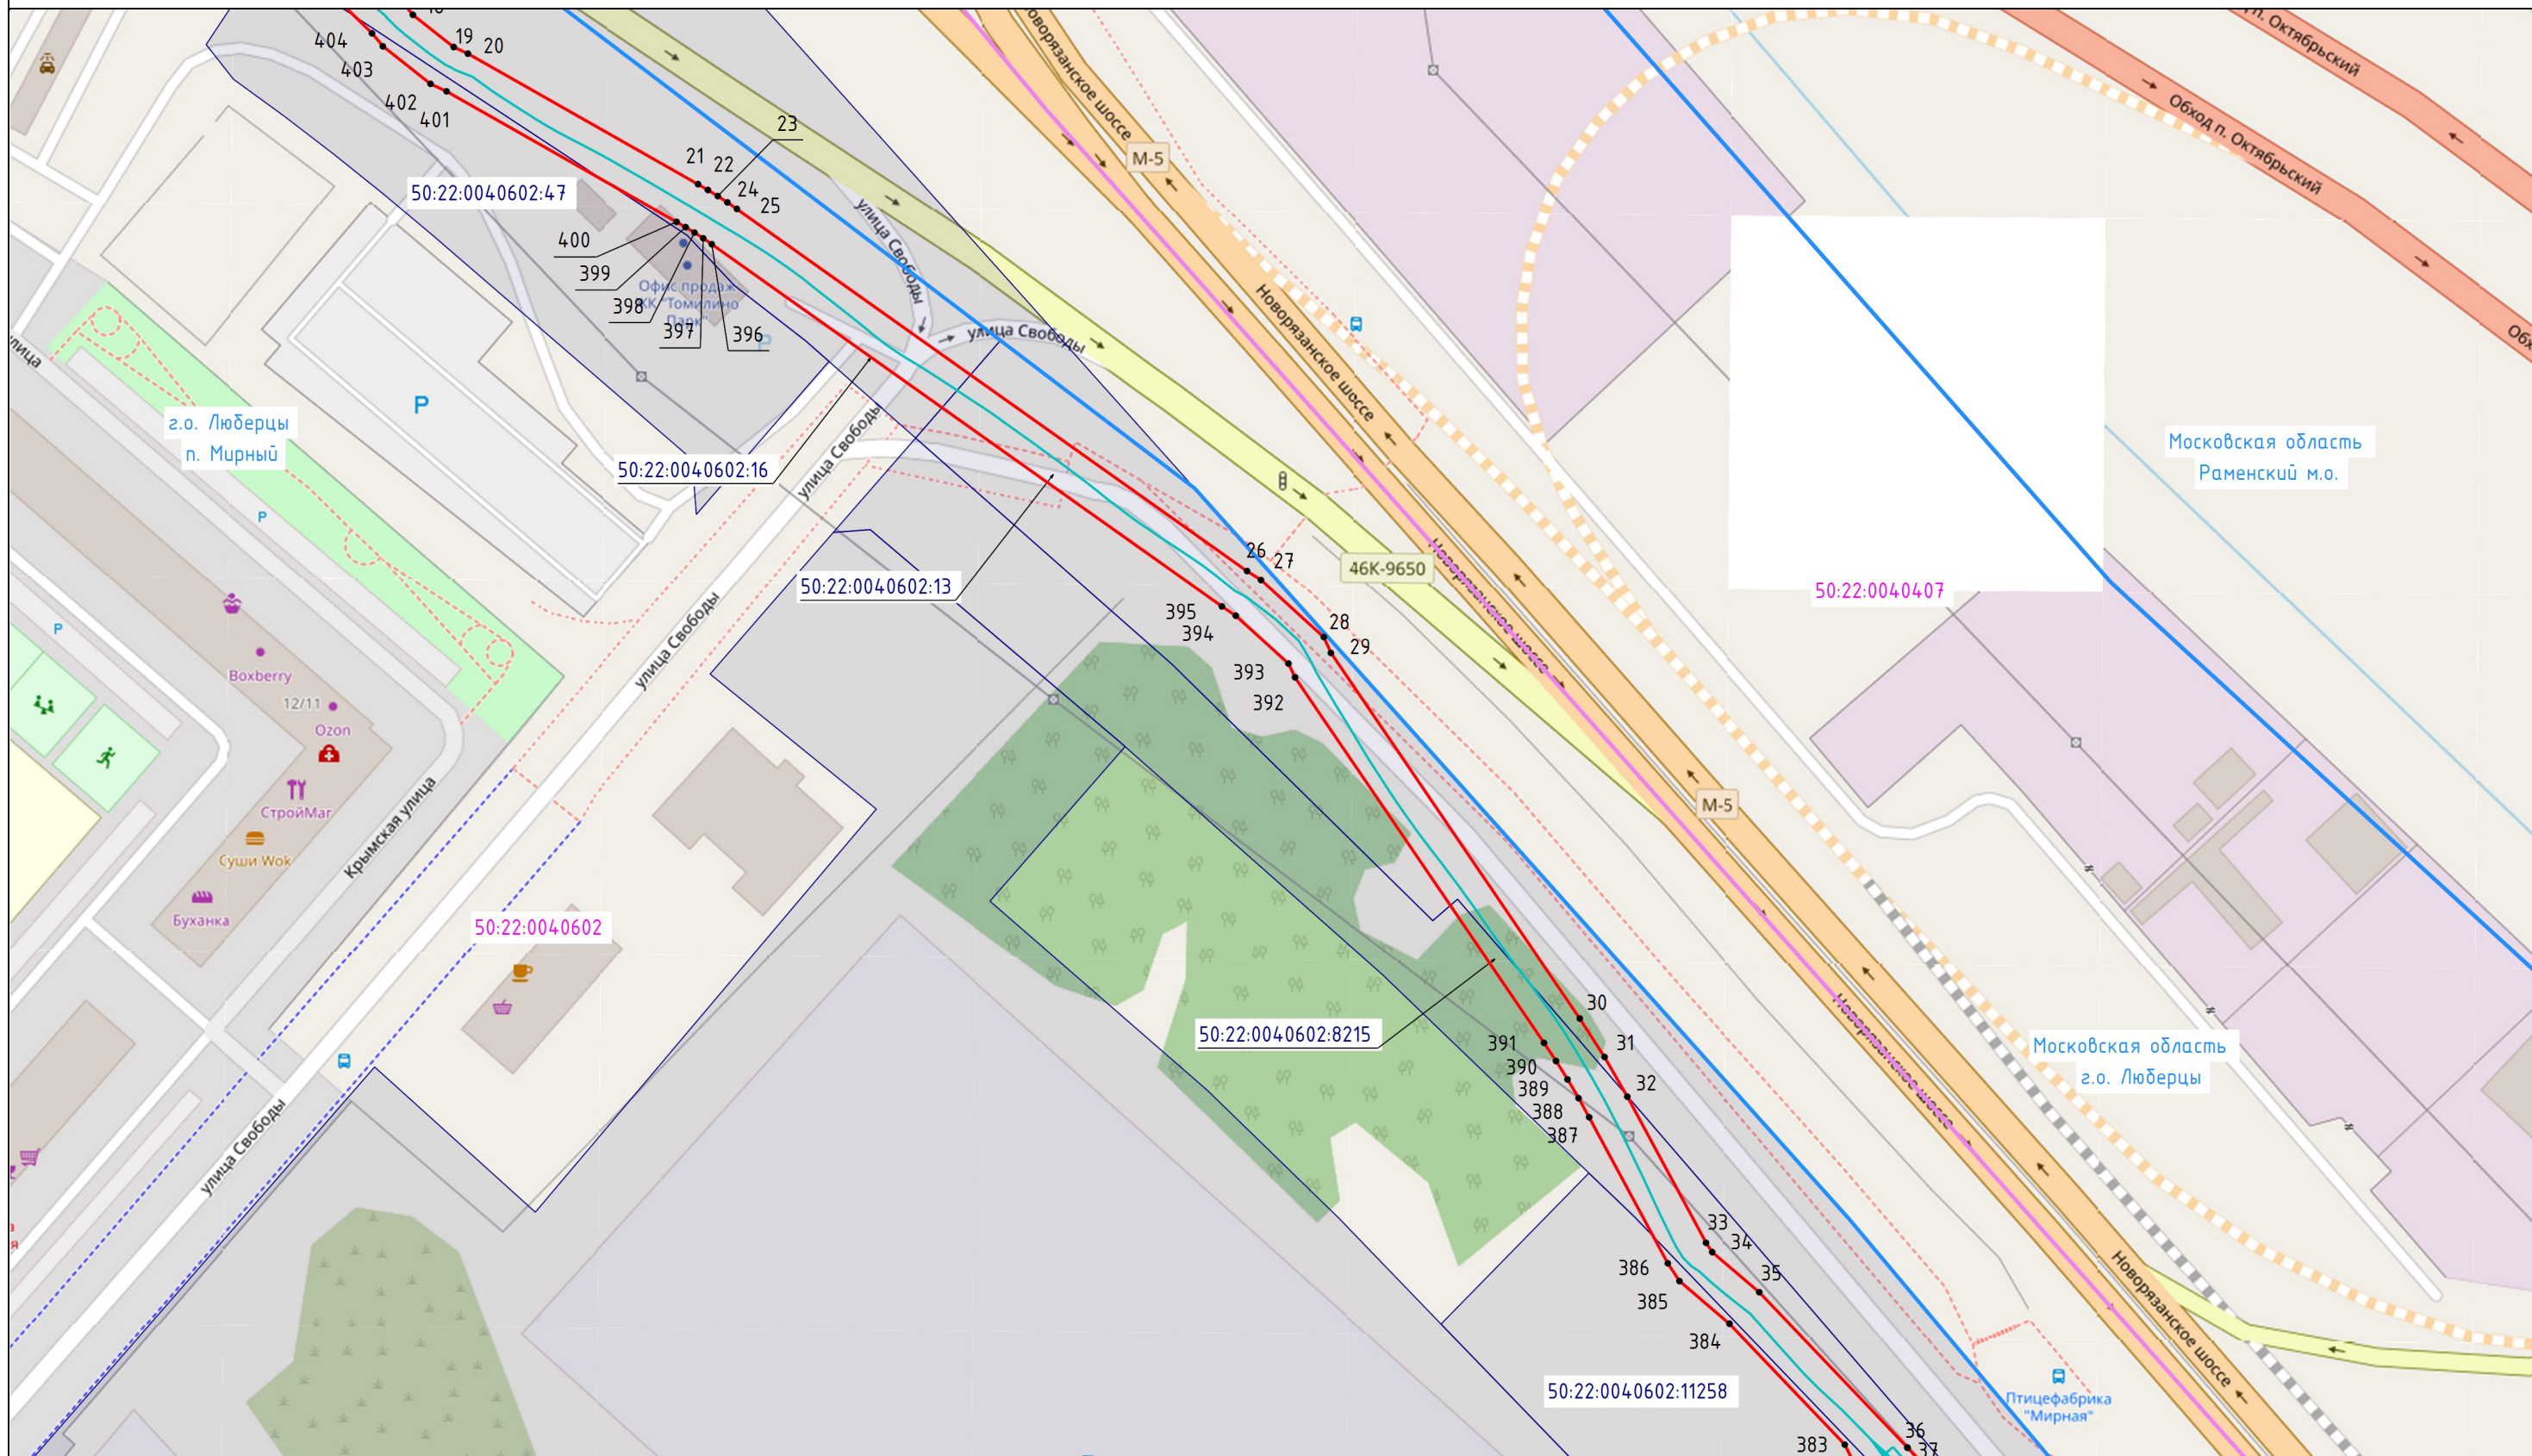 404
403
402
401
19
20
21
22
23
24
25
50:22:0040602:47
400
399
398
397
396
Офис продаж
ЖК "Томилино
Парк"
P
улица Свободы
улица Свободы
Новорязанское шоссе
М-5
Обход п. Октябрьский
п. Октябрьский
Новорязанское шоссе
улица
P
г.о. Люберцы
п. Мирный
50:22:0040602:16
улица Свободы
50:22:0040602:13
P
P
Московская область
Раменский м.о.
50:22:0040407
46К-9650
26
27
28
29
395
394
393
392
Новорязанское шоссе
М-5
улица Свободы
Boxberry
12/11
Ozon
СтройМаг
Суши Wok
Буханка
Крымская улица
50:22:0040602
улица Свободы
50:22:0040602:8215
30
31
32
391
390
389
388
387
33
34
35
386
385
384
383
36
37
50:22:0040602:11258
Новорязанское шоссе
Московская область
г.о. Люберцы
Новорязанское шоссе
Птицефабрика
"Мирная"